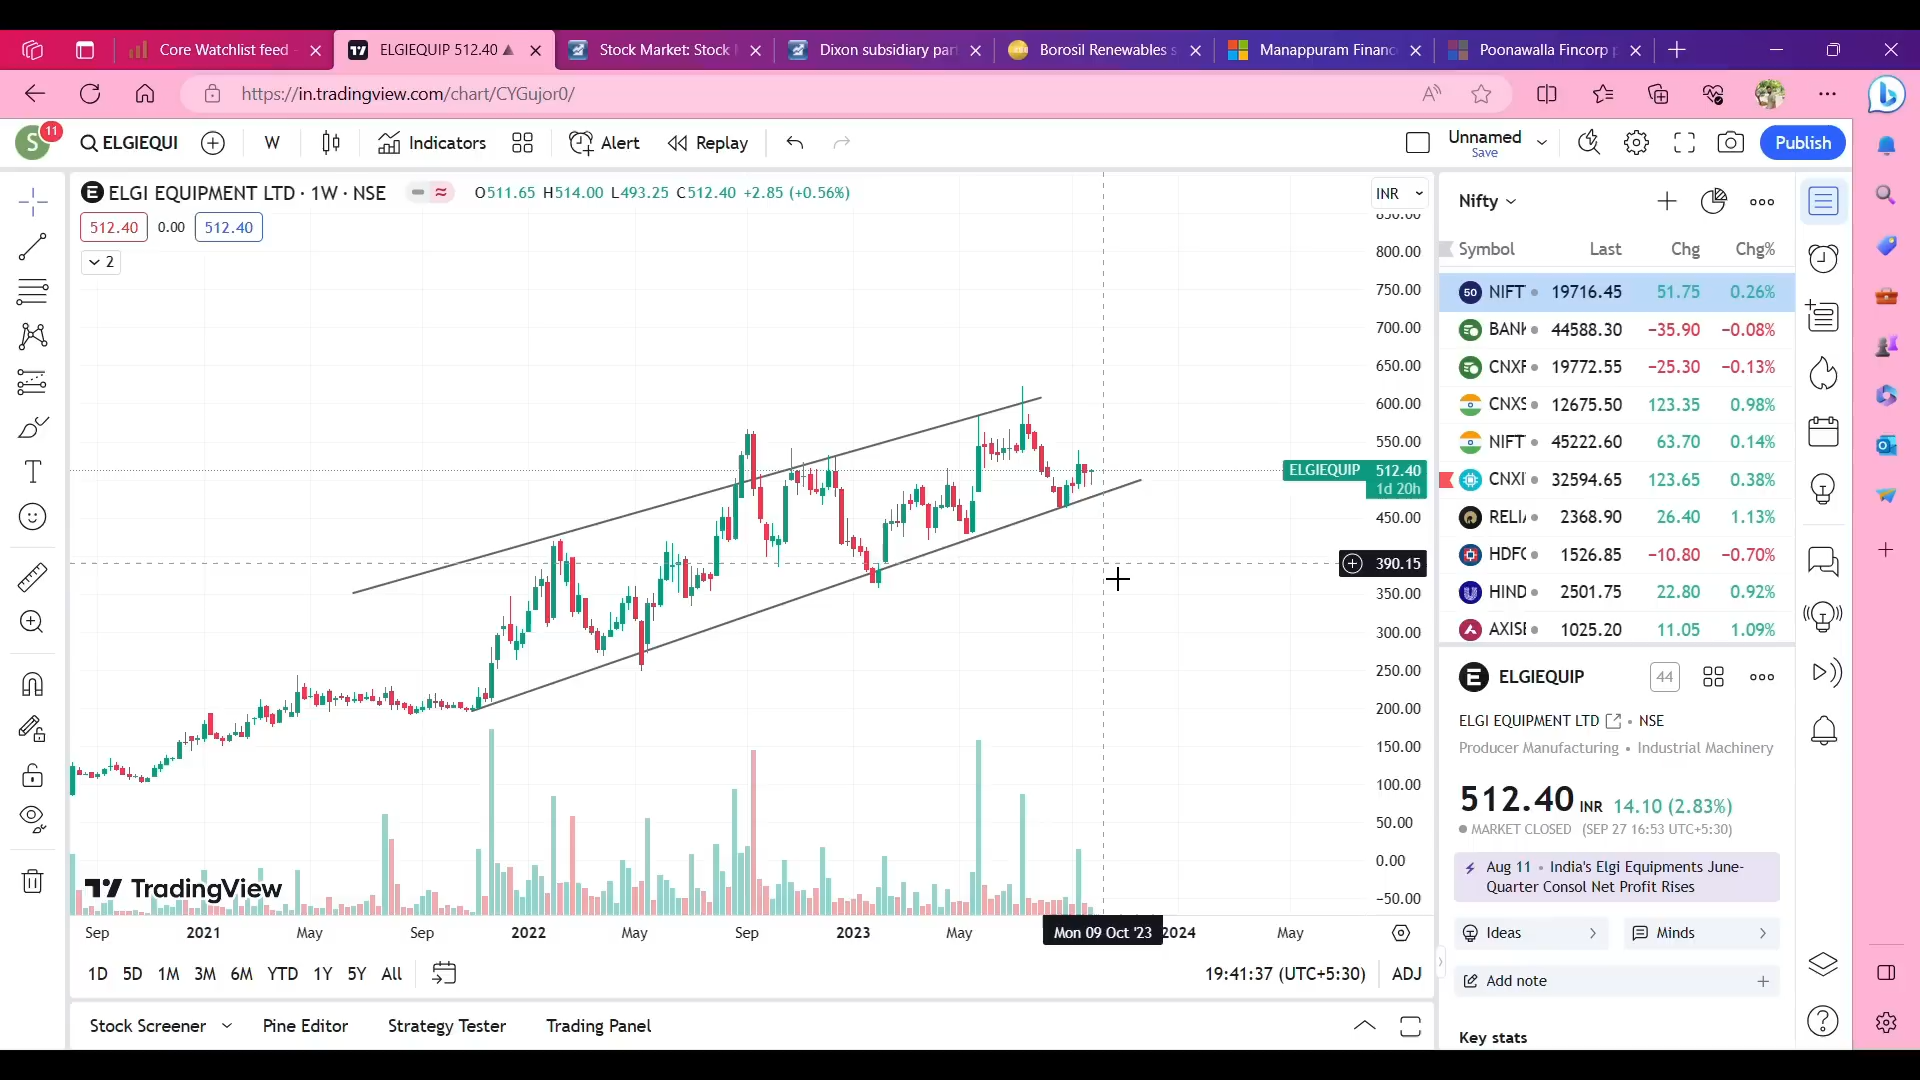 Core Watchlist feed
ELGIEQUIP 512.40
Stock Market: Stock
Dixon subsidiary par
Borosil Renewables s
Manappuram Financ
Poonawalla Fincorp p
https://in.tradingview.com/chart/CYGujor0/
S 11
ELGIEQUI
W
Indicators
Alert
Replay
Unnamed
Save
Publish
ELGI EQUIPMENT LTD · 1W · NSE
O511.65 H514.00 L493.25 C512.40 +2.85 (+0.56%)
512.40 0.00 512.40
2
INR
850.00
800.00
750.00
700.00
650.00
600.00
550.00
ELGIEQUIP 512.40
1d 20h
450.00
390.15
350.00
300.00
250.00
200.00
150.00
100.00
50.00
0.00
−50.00
TradingView
Sep 2021 May Sep 2022 May Sep 2023 May Mon 09 Oct '23 2024 May
1D 5D 1M 3M 6M YTD 1Y 5Y All
19:41:37 (UTC+5:30) ADJ
Stock Screener Pine Editor Strategy Tester Trading Panel
Nifty
Symbol Last Chg Chg%
50 NIFT 19716.45 51.75 0.26%
BANK 44588.30 −35.90 −0.08%
CNXF 19772.55 −25.30 −0.13%
CNXS 12675.50 123.35 0.98%
NIFT 45222.60 63.70 0.14%
CNXI 32594.65 123.65 0.38%
RELIA 2368.90 26.40 1.13%
HDFC 1526.85 −10.80 −0.70%
HIND 2501.75 22.80 0.92%
AXISE 1025.20 11.05 1.09%
ELGIEQUIP 44
ELGI EQUIPMENT LTD • NSE
Producer Manufacturing • Industrial Machinery
512.40 INR 14.10 (2.83%)
MARKET CLOSED (SEP 27 16:53 UTC+5:30)
Aug 11 • India's Elgi Equipments June-
Quarter Consol Net Profit Rises
Ideas
Minds
Add note
Key stats